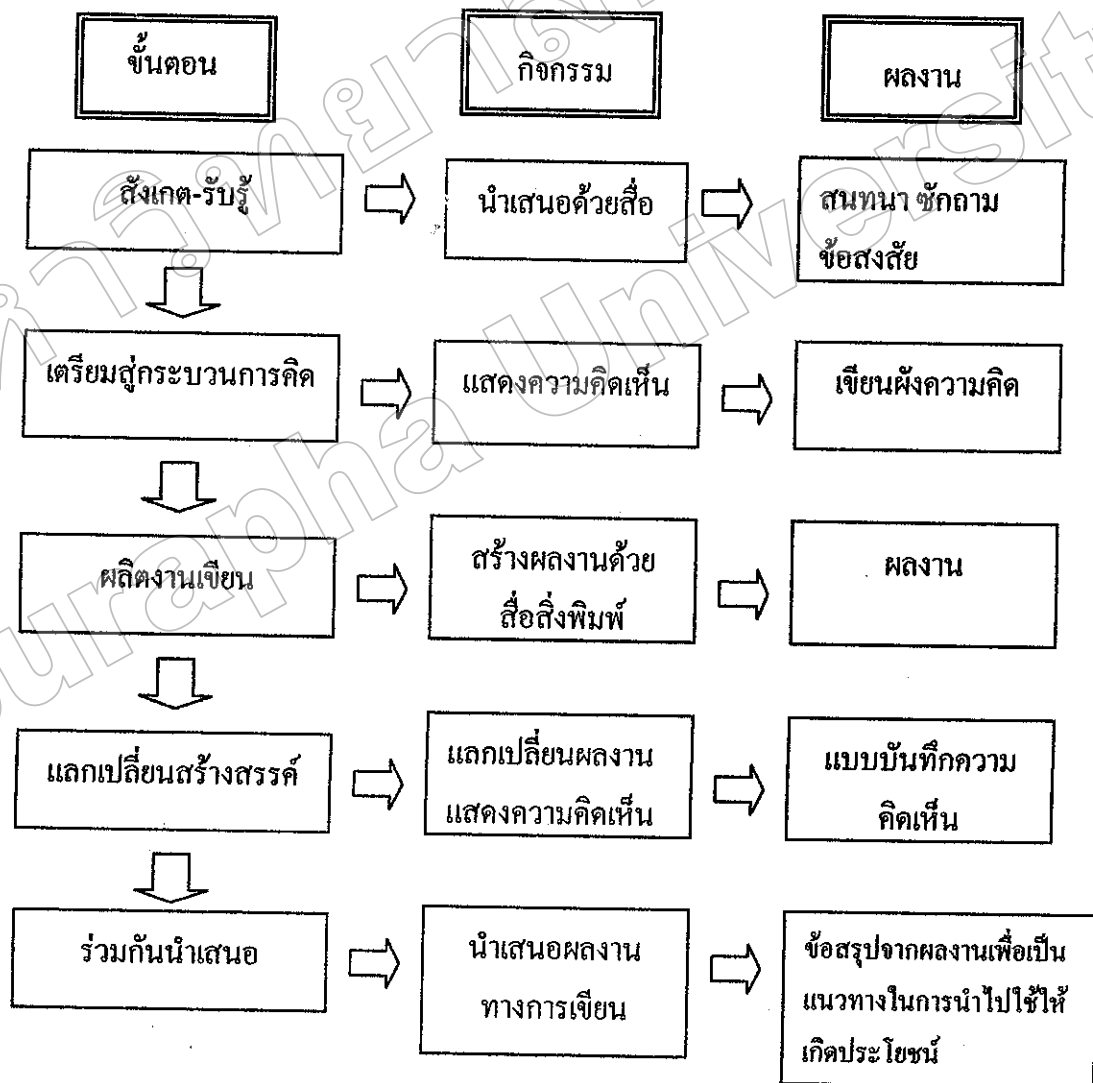 ขั้นตอน
กิจกรรม
ผลงาน
สังเกต-รับรู้
นำเสนอด้วยสื่อ
สนทนา ซักถาม
ข้อสงสัย
เตรียมสู่กระบวนการคิด
แสดงความคิดเห็น
เขียนผังความคิด
ผลิตงานเขียน
สร้างผลงานด้วย
สื่อสิ่งพิมพ์
ผลงาน
แลกเปลี่ยนสร้างสรรค์
แลกเปลี่ยนผลงาน
แสดงความคิดเห็น
แบบบันทึกความ
คิดเห็น
ร่วมกันนำเสนอ
นำเสนอผลงาน
ทางการเขียน
ข้อสรุปจากผลงานเพื่อเป็น
แนวทางในการนำไปใช้ให้
เกิดประโยชน์
Burapha University